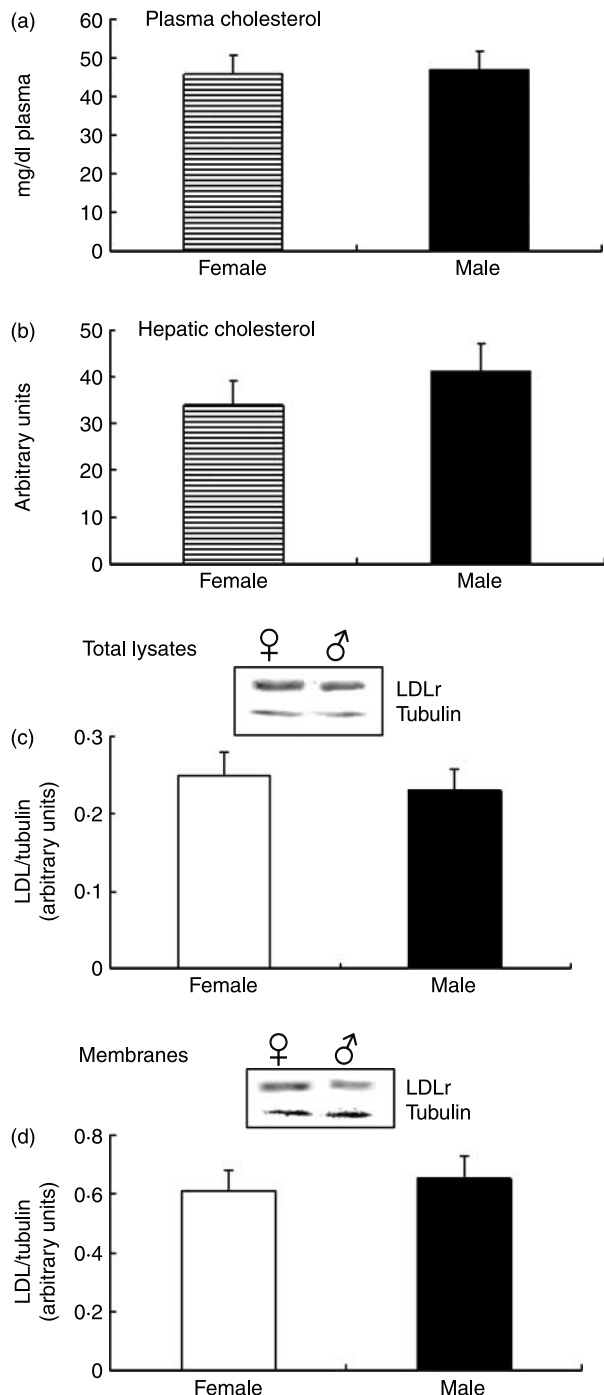 (a) Plasma cholesterol
60
50
40
30
20
10
0
mg/dl plasma
Female Male
(b) Hepatic cholesterol
50
40
30
20
10
0
Arbitrary units
Female Male
Total lysates ♀ ♂
LDLr
Tubulin
(c)
0·3
0·2
0·1
0
LDL/tubulin
(arbitrary units)
Female Male
Membranes ♀ ♂
LDLr
Tubulin
(d)
0·8
0·6
0·4
0·2
0
LDL/tubulin
(arbitrary units)
Female Male